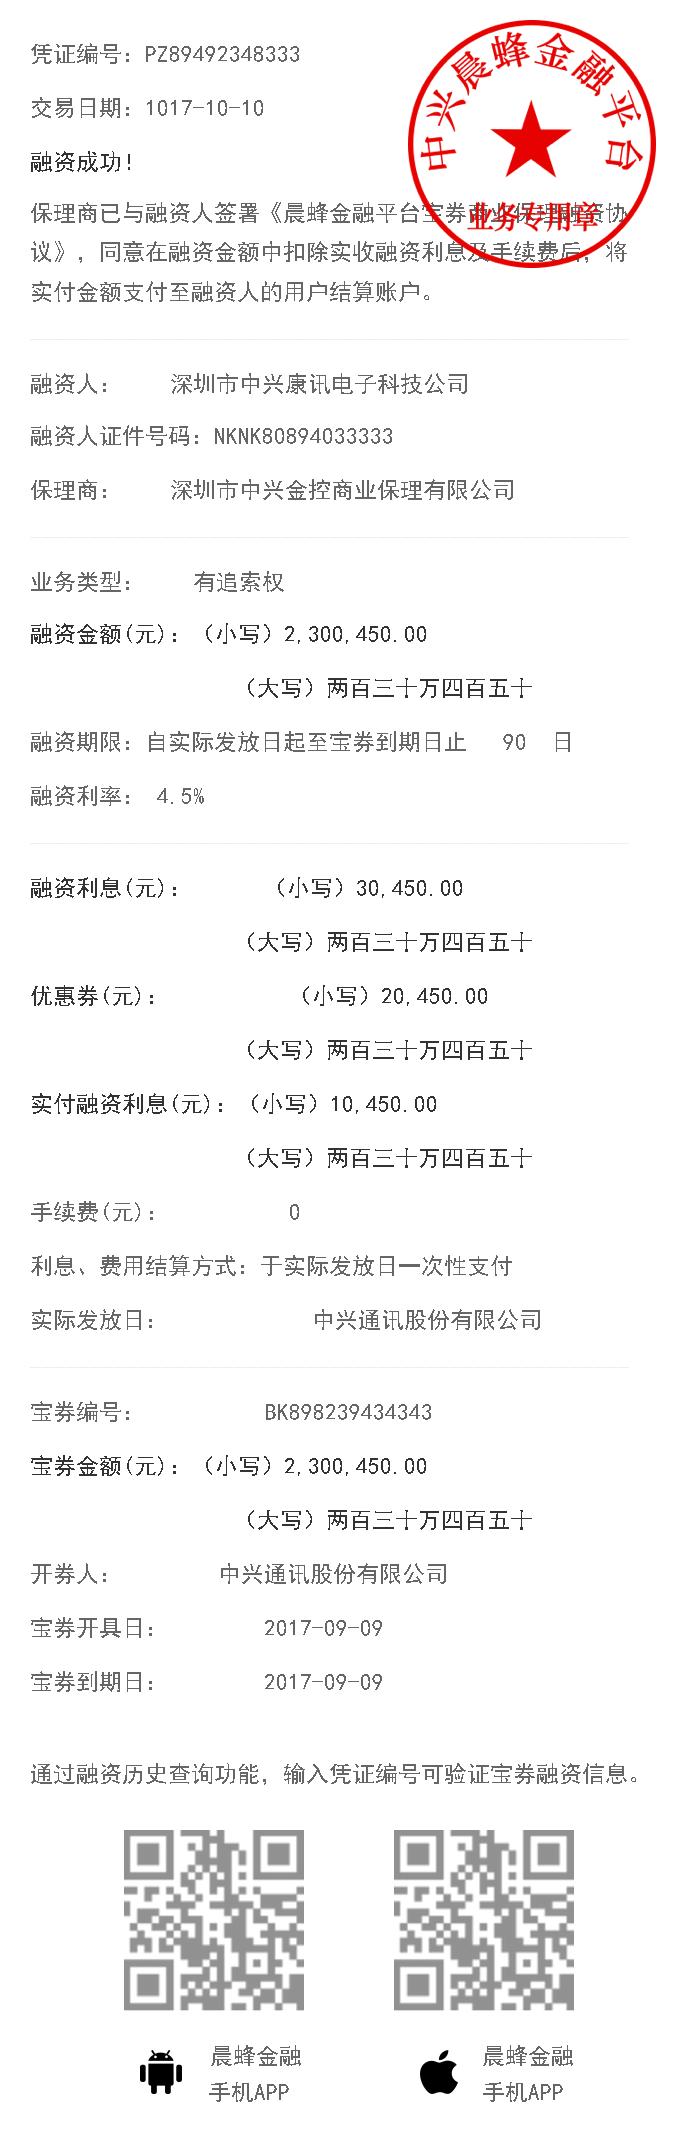 凭证编号：PZ89492348333
中兴晨蜂金融平台
交易日期：1017-10-10
融资成功！
保理商已与融资人签署《晨蜂金融平台宝券商业保理融资协
业务专用章
议》，同意在融资金额中扣除实收融资利息及手续费后，将
实付金额支付至融资人的用户结算账户。
融资人： 深圳市中兴康讯电子科技公司
融资人证件号码：NKNK80894033333
保理商： 深圳市中兴金控商业保理有限公司
业务类型： 有追索权
融资金额(元)：（小写）2,300,450.00
（大写）两百三十万四百五十
融资期限：自实际发放日起至宝券到期日止 90 日
融资利率： 4.5%
融资利息(元)： （小写）30,450.00
（大写）两百三十万四百五十
优惠券(元)： （小写）20,450.00
（大写）两百三十万四百五十
实付融资利息(元)：（小写）10,450.00
（大写）两百三十万四百五十
手续费(元)： 0
利息、费用结算方式：于实际发放日一次性支付
实际发放日： 中兴通讯股份有限公司
宝券编号： BK898239434343
宝券金额(元)：（小写）2,300,450.00
（大写）两百三十万四百五十
开券人： 中兴通讯股份有限公司
宝券开具日： 2017-09-09
宝券到期日： 2017-09-09
通过融资历史查询功能，输入凭证编号可验证宝券融资信息。
晨蜂金融 晨蜂金融
手机APP 手机APP